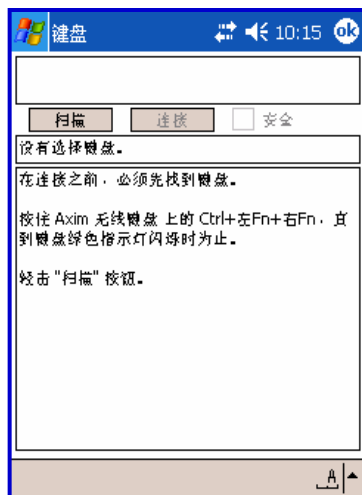 键盘 10:15 ok
扫描 连接 安全
没有选择键盘。
在连接之前，必须先找到键盘。
按住 Axim 无线键盘 上的 Ctrl+左Fn+右Fn，直
到键盘绿色指示灯闪烁时为止。
轻击 "扫描" 按钮。
A